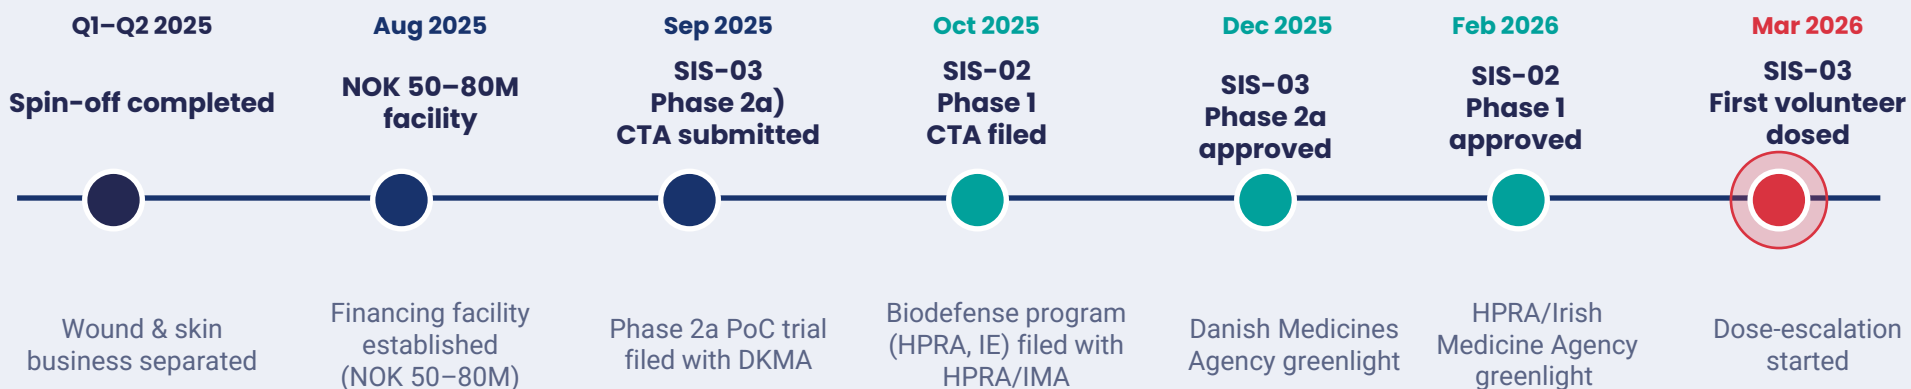 Q1–Q2 2025
Spin-off completed
Wound & skin
business separated
Aug 2025
NOK 50–80M
facility
Financing facility
established
(NOK 50–80M)
Sep 2025
SIS-03
Phase 2a)
CTA submitted
Phase 2a PoC trial
filed with DKMA
Oct 2025
SIS-02
Phase 1
CTA filed
Biodefense program
(HPRA, IE) filed with
HPRA/IMA
Dec 2025
SIS-03
Phase 2a
approved
Danish Medicines
Agency greenlight
Feb 2026
SIS-02
Phase 1
approved
HPRA/Irish
Medicine Agency
greenlight
Mar 2026
SIS-03
First volunteer
dosed
Dose-escalation
started